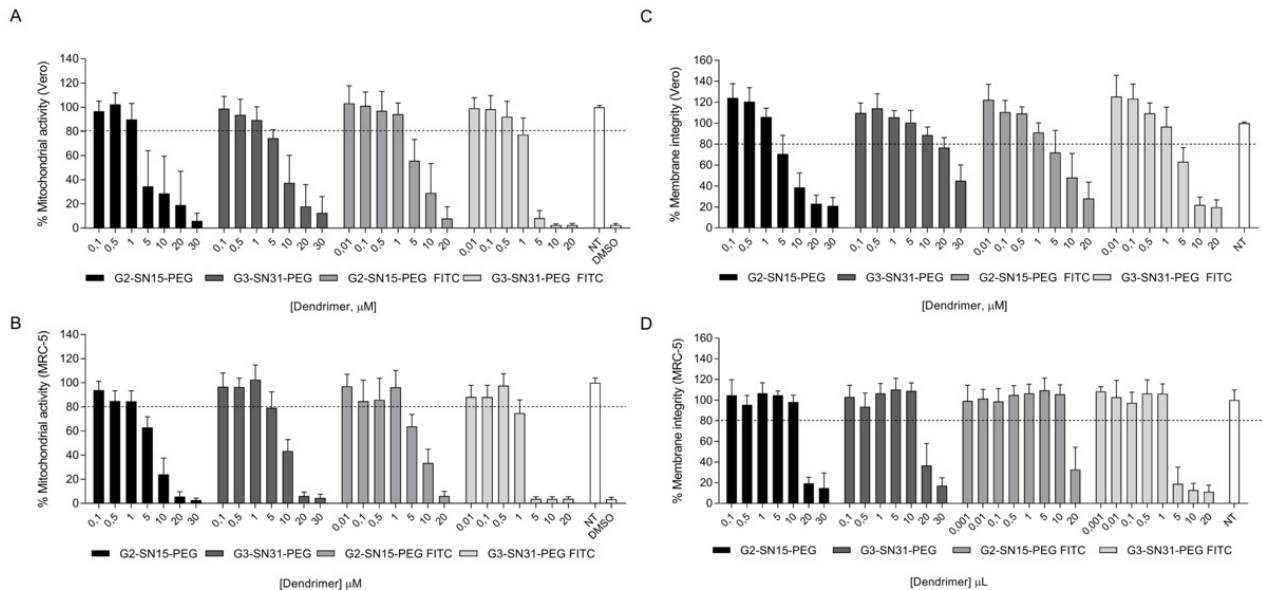 A
% Mitochondrial activity (Vero)
140
120
100
80
60
40
20
0
0,1 0,5 1 5 10 20 30 0,1 0,5 1 5 10 20 30 0,01 0,1 0,5 1 5 10 20 0,01 0,1 0,5 1 5 10 20 NT DMSO
G2-SN15-PEG G3-SN31-PEG G2-SN15-PEG FITC G3-SN31-PEG FITC
[Dendrimer, µM]
B
% Mitochondrial activity (MRC-5)
140
120
100
80
60
40
20
0
0,1 0,5 1 5 10 20 30 0,1 0,5 1 5 10 20 30 0,01 0,1 0,5 1 5 10 20 0,01 0,1 0,5 1 5 10 20 NT DMSO
G2-SN15-PEG G3-SN31-PEG G2-SN15-PEG FITC G3-SN31-PEG FITC
[Dendrimer] µM
C
% Membrane integrity (Vero)
160
140
120
100
80
60
40
20
0
0,1 0,5 1 5 10 20 30 0,1 0,5 1 5 10 20 30 0,01 0,1 0,5 1 5 10 20 0,01 0,1 0,5 1 5 10 20 NT
G2-SN15-PEG G3-SN31-PEG G2-SN15-PEG FITC G3-SN31-PEG FITC
[Dendrimer, µM]
D
% Membrane integrity (MRC-5)
160
140
120
100
80
60
40
20
0
0,1 0,5 1 5 10 20 30 0,1 0,5 1 5 10 20 30 0,001 0,01 0,1 0,5 1 5 10 20 0,001 0,01 0,1 0,5 1 5 10 20 NT
G2-SN15-PEG G3-SN31-PEG G2-SN15-PEG FITC G3-SN31-PEG FITC
[Dendrimer] µL